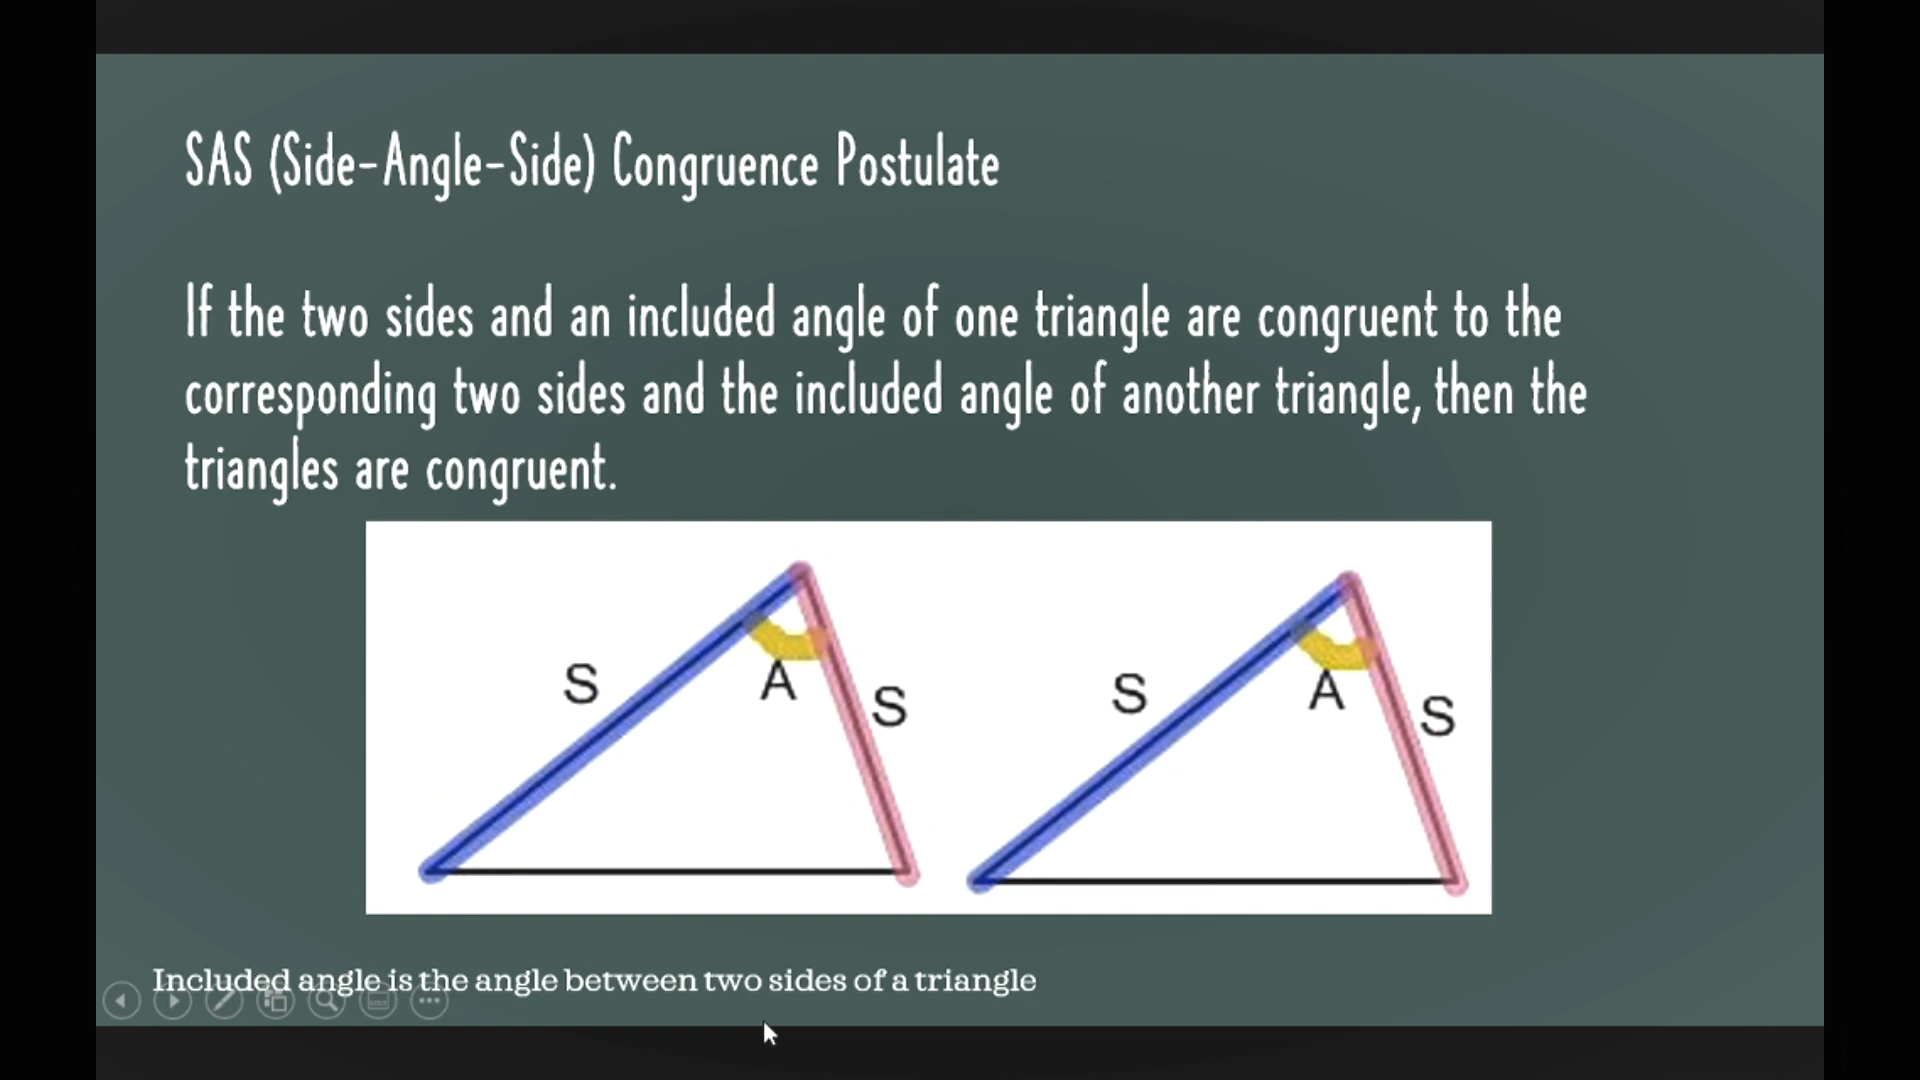 SAS (Side-Angle-Side) Congruence Postulate
If the two sides and an included angle of one triangle are congruent to the
corresponding two sides and the included angle of another triangle, then the
triangles are congruent.
S A S
S A S
Included angle is the angle between two sides of a triangle